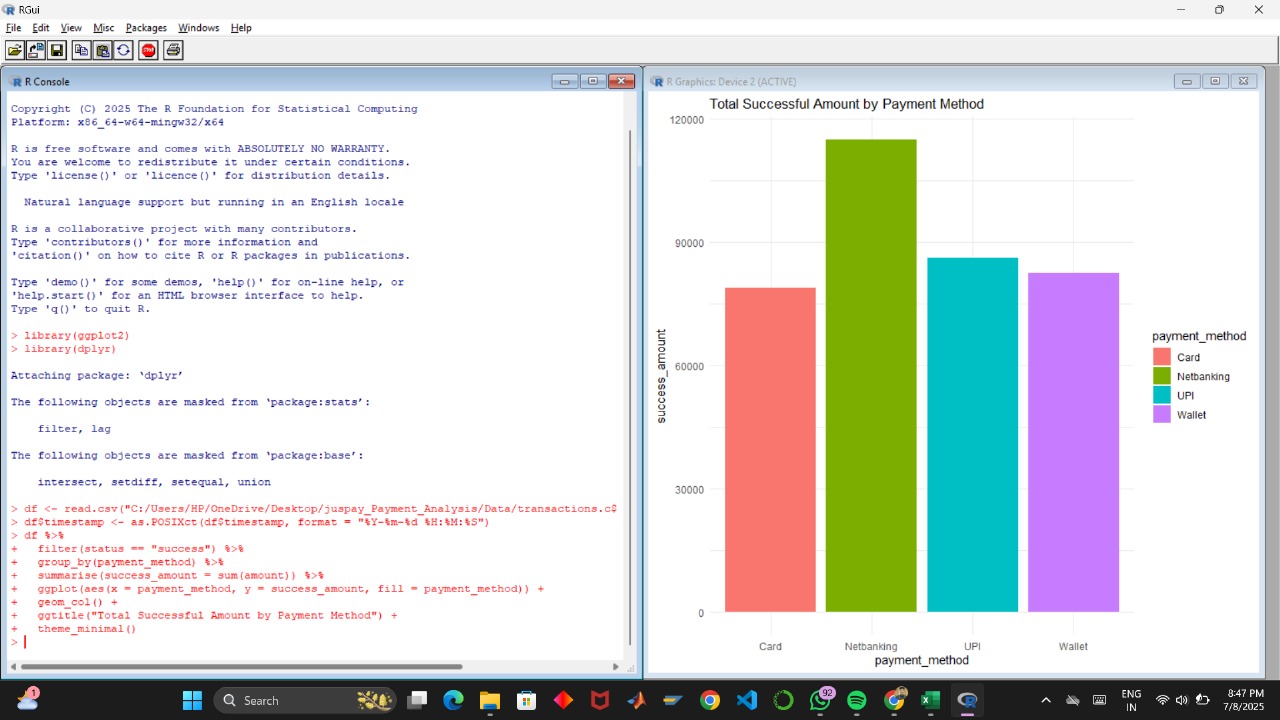 RGui
File Edit View Misc Packages Windows Help
STOP
R Console
Copyright (C) 2025 The R Foundation for Statistical Computing
Platform: x86_64-w64-mingw32/x64
R is free software and comes with ABSOLUTELY NO WARRANTY.
You are welcome to redistribute it under certain conditions.
Type 'license()' or 'licence()' for distribution details.
Natural language support but running in an English locale
R is a collaborative project with many contributors.
Type 'contributors()' for more information and
'citation()' on how to cite R or R packages in publications.
Type 'demo()' for some demos, 'help()' for on-line help, or
'help.start()' for an HTML browser interface to help.
Type 'q()' to quit R.
> library(ggplot2)
> library(dplyr)
Attaching package: ‘dplyr’
The following objects are masked from ‘package:stats’:
filter, lag
The following objects are masked from ‘package:base’:
intersect, setdiff, setequal, union
> df <- read.csv("C:/Users/HP/OneDrive/Desktop/juspay_Payment_Analysis/Data/transactions.c$
> df$timestamp <- as.POSIXct(df$timestamp, format = "%Y-%m-%d %H:%M:%S")
> df %>%
+   filter(status == "success") %>%
+   group_by(payment_method) %>%
+   summarise(success_amount = sum(amount)) %>%
+   ggplot(aes(x = payment_method, y = success_amount, fill = payment_method)) +
+   geom_col() +
+   ggtitle("Total Successful Amount by Payment Method") +
+   theme_minimal()
>
R Graphics: Device 2 (ACTIVE)
Total Successful Amount by Payment Method
120000
90000
60000
30000
0
success_amount
Card Netbanking UPI Wallet
payment_method
payment_method
Card
Netbanking
UPI
Wallet
1
Search
92
ENG
IN
8:47 PM
7/8/2025